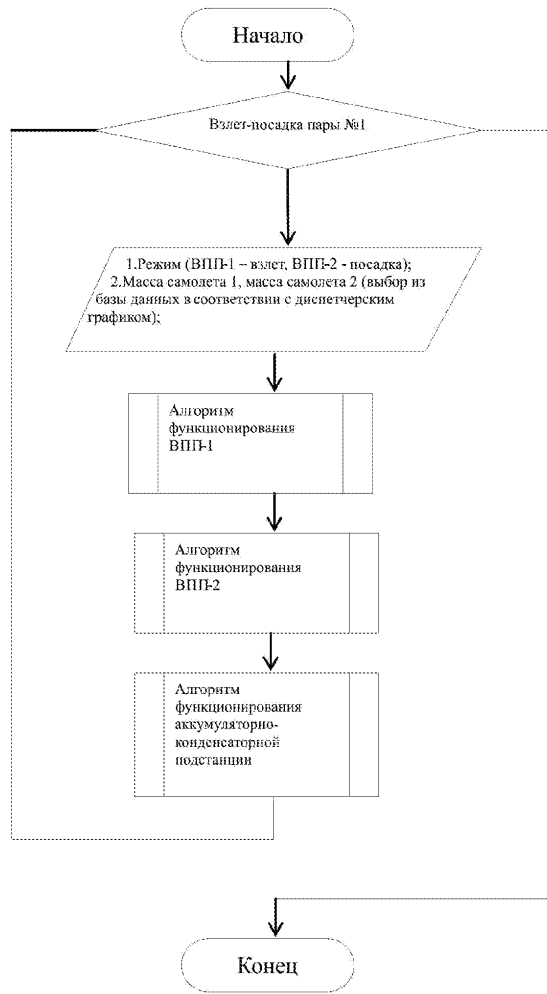 Начало
Взлет-посадка пары №1
1.Режим (ВПП-1 – взлет, ВПП-2 - посадка);
2.Масса самолета 1, масса самолета 2 (выбор из
базы данных в соответствии с диспетчерским
графиком);
Алгоритм
функционирования
ВПП-1
Алгоритм
функционирования
ВПП-2
Алгоритм
функционирования
аккумуляторно-
конденсаторной
подстанции
Конец